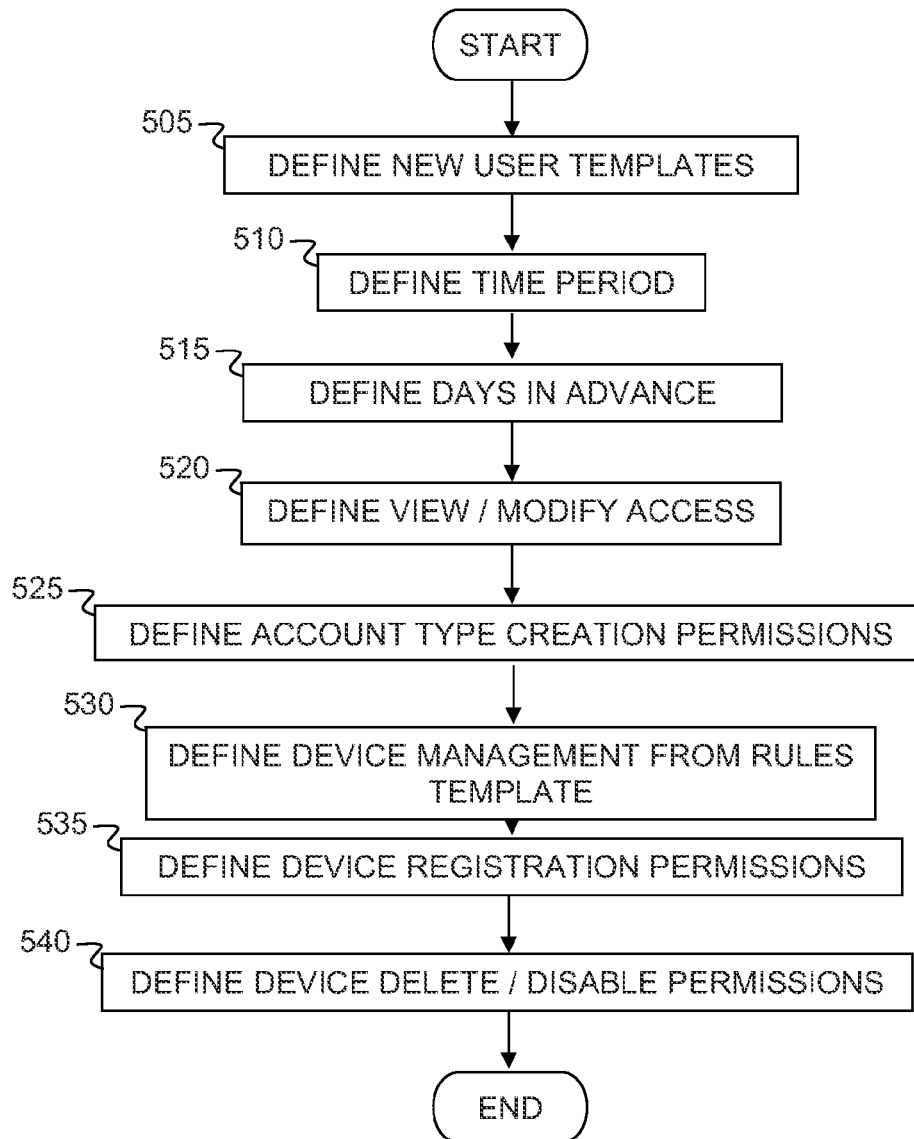 START
505
DEFINE NEW USER TEMPLATES
510
DEFINE TIME PERIOD
515
DEFINE DAYS IN ADVANCE
520
DEFINE VIEW / MODIFY ACCESS
525
DEFINE ACCOUNT TYPE CREATION PERMISSIONS
530
DEFINE DEVICE MANAGEMENT FROM RULES
TEMPLATE
535
DEFINE DEVICE REGISTRATION PERMISSIONS
540
DEFINE DEVICE DELETE / DISABLE PERMISSIONS
END